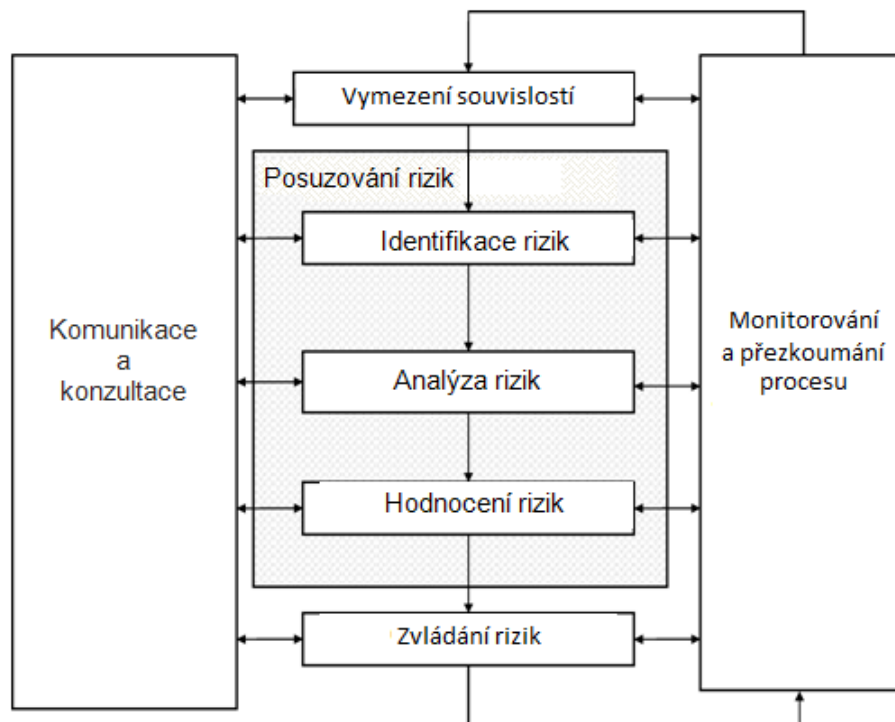 Vymezení souvislostí
Posuzování rizik
Identifikace rizik
Analýza rizik
Hodnocení rizik
Zvládání rizik
Komunikace
a
konzultace
Monitorování
a přezkoumání
procesu